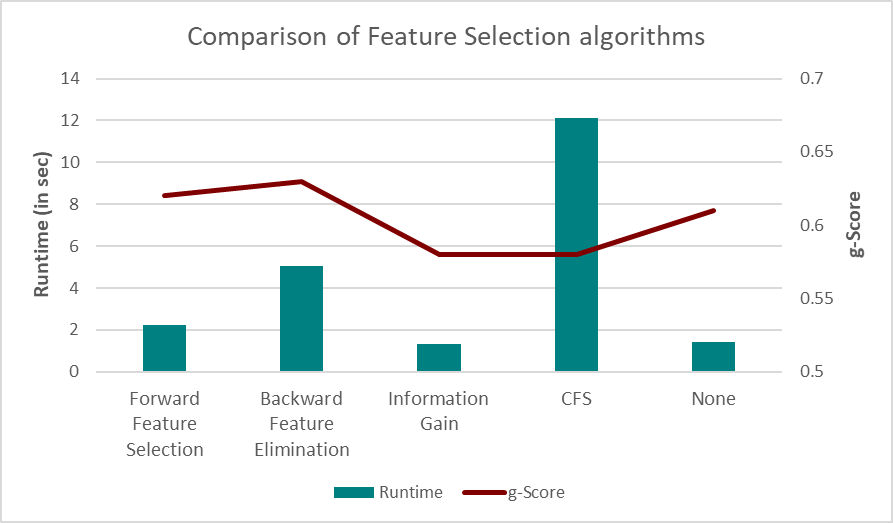 Comparison of Feature Selection algorithms
14
12
10
8
6
4
2
0
Runtime (in sec)
0.7
0.65
0.6
0.55
0.5
g-Score
Forward
Feature
Selection
Backward
Feature
Elimination
Information
Gain
CFS
None
Runtime
g-Score